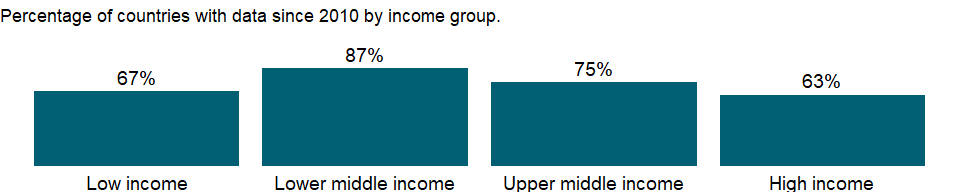 Percentage of countries with data since 2010 by income group.
67%
87%
75%
63%
Low income
Lower middle income
Upper middle income
High income